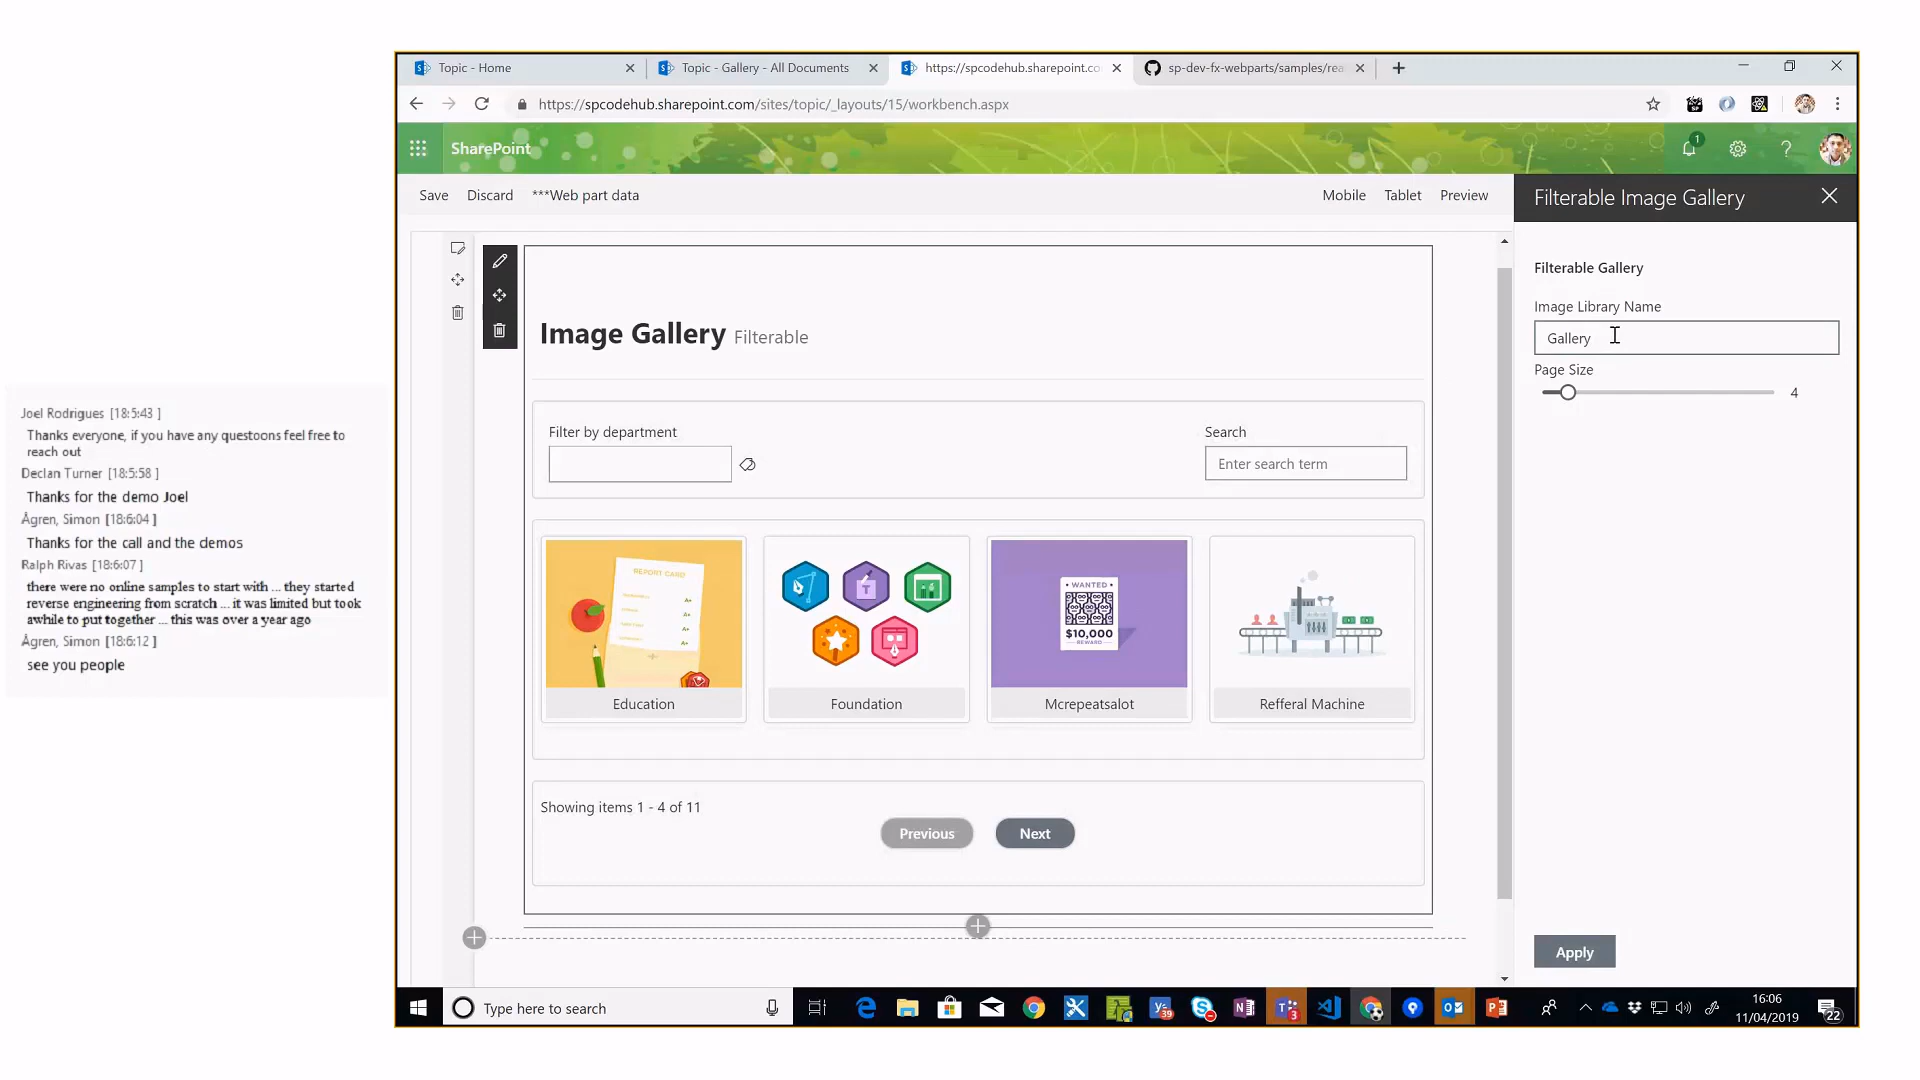 Joel Rodrigues [18:5:43 ]
Thanks everyone, if you have any questoons feel free to
reach out
Declan Turner [18:5:58 ]
Thanks for the demo Joel
Ågren, Simon [18:6:04 ]
Thanks for the call and the demos
Ralph Rivas [18:6:07 ]
there were no online samples to start with ... they started
reverse engineering from scratch ... it was limited but took
awhile to put together ... this was over a year ago
Ågren, Simon [18:6:12 ]
see you people
Topic - Home
Topic - Gallery - All Documents
https://spcodehub.sharepoint.co
sp-dev-fx-webparts/samples/rea
https://spcodehub.sharepoint.com/sites/topic/_layouts/15/workbench.aspx
SharePoint
1
?
Save Discard ***Web part data Mobile Tablet Preview
Filterable Image Gallery
Filterable Gallery
Image Library Name
Gallery
Page Size
4
Image Gallery Filterable
Filter by department
Search
Enter search term
REPORT CARD
A+
A+
A+
A+
WANTED
$10,000
REWARD
Education
Foundation
Mcrepeatsalot
Refferal Machine
Showing items 1 - 4 of 11
Previous Next
Apply
Type here to search
39
3
16:06
11/04/2019
22